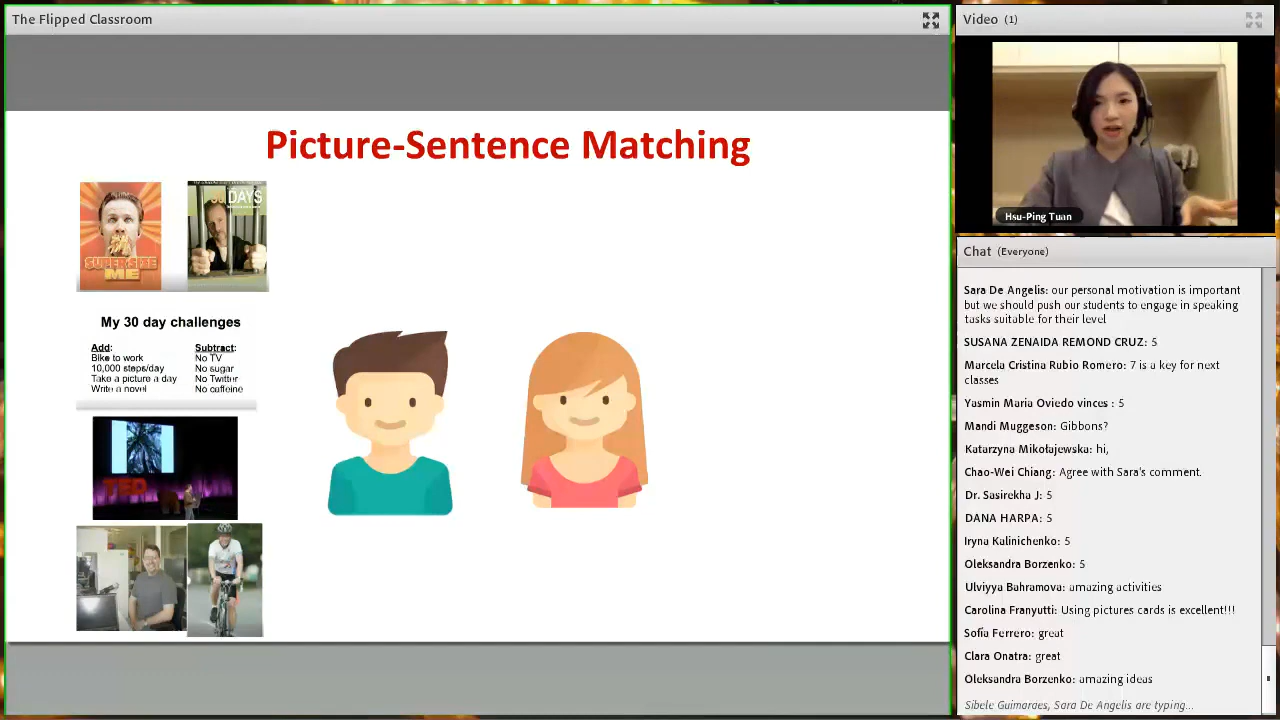 The Flipped Classroom
Picture-Sentence Matching
SUPERSIZE
ME
30 DAYS
My 30 day challenges
Add:
Bike to work
10,000 steps/day
Take a picture a day
Write a novel
Subtract:
No TV
No sugar
No Twitter
No caffeine
TED
Video (1)
Hsu-Ping Tuan
Chat (Everyone)
Sara De Angelis: our personal motivation is important
but we should push our students to engage in speaking
tasks suitable for their level
SUSANA ZENAIDA REMOND CRUZ: 5
Marcela Cristina Rubio Romero: 7 is a key for next
classes
Yasmin Maria Oviedo vinces : 5
Mandi Muggeson: Gibbons?
Katarzyna Mikołajewska: hi,
Chao-Wei Chiang: Agree with Sara's comment.
Dr. Sasirekha J: 5
DANA HARPA: 5
Iryna Kalinichenko: 5
Oleksandra Borzenko: 5
Ulviyya Bahramova: amazing activities
Carolina Franyutti: Using pictures cards is excellent!!!
Sofía Ferrero: great
Clara Onatra: great
Oleksandra Borzenko: amazing ideas
Sibele Guimaraes, Sara De Angelis are typing...